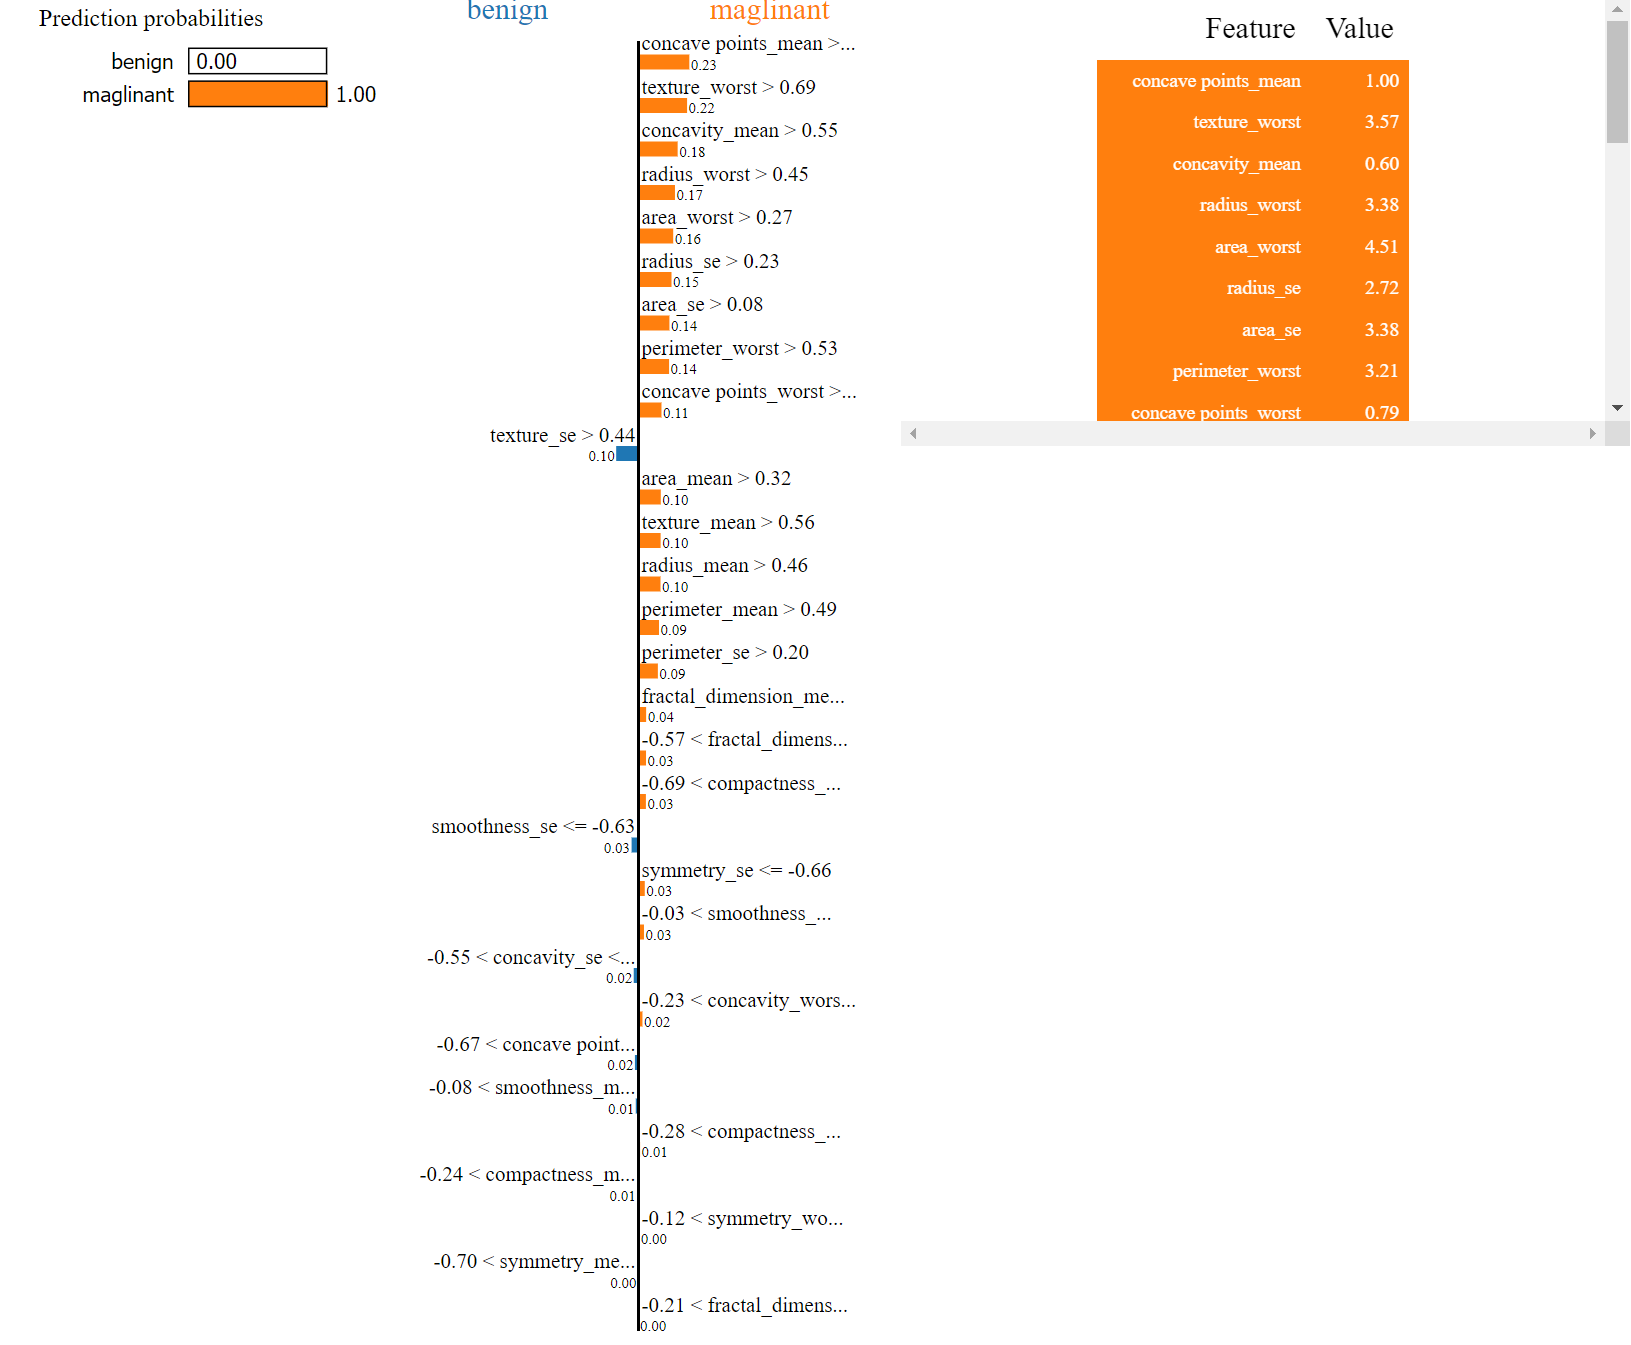 Prediction probabilities
benign 0.00
maglinant 1.00
benign maglinant
concave points_mean >...
0.23
texture_worst > 0.69
0.22
concavity_mean > 0.55
0.18
radius_worst > 0.45
0.17
area_worst > 0.27
0.16
radius_se > 0.23
0.15
area_se > 0.08
0.14
perimeter_worst > 0.53
0.14
concave points_worst >...
0.11
texture_se > 0.44
0.10
area_mean > 0.32
0.10
texture_mean > 0.56
0.10
radius_mean > 0.46
0.10
perimeter_mean > 0.49
0.09
perimeter_se > 0.20
0.09
fractal_dimension_me...
0.04
-0.57 < fractal_dimens...
0.03
-0.69 < compactness_...
0.03
smoothness_se <= -0.63
0.03
symmetry_se <= -0.66
0.03
-0.03 < smoothness_...
0.03
-0.55 < concavity_se <...
0.02
-0.23 < concavity_wors...
0.02
-0.67 < concave point...
0.02
-0.08 < smoothness_m...
0.01
-0.28 < compactness_...
0.01
-0.24 < compactness_m...
0.01
-0.12 < symmetry_wo...
0.00
-0.70 < symmetry_me...
0.00
-0.21 < fractal_dimens...
0.00
Feature Value
concave points_mean 1.00
texture_worst 3.57
concavity_mean 0.60
radius_worst 3.38
area_worst 4.51
radius_se 2.72
area_se 3.38
perimeter_worst 3.21
concave points_worst 0.79